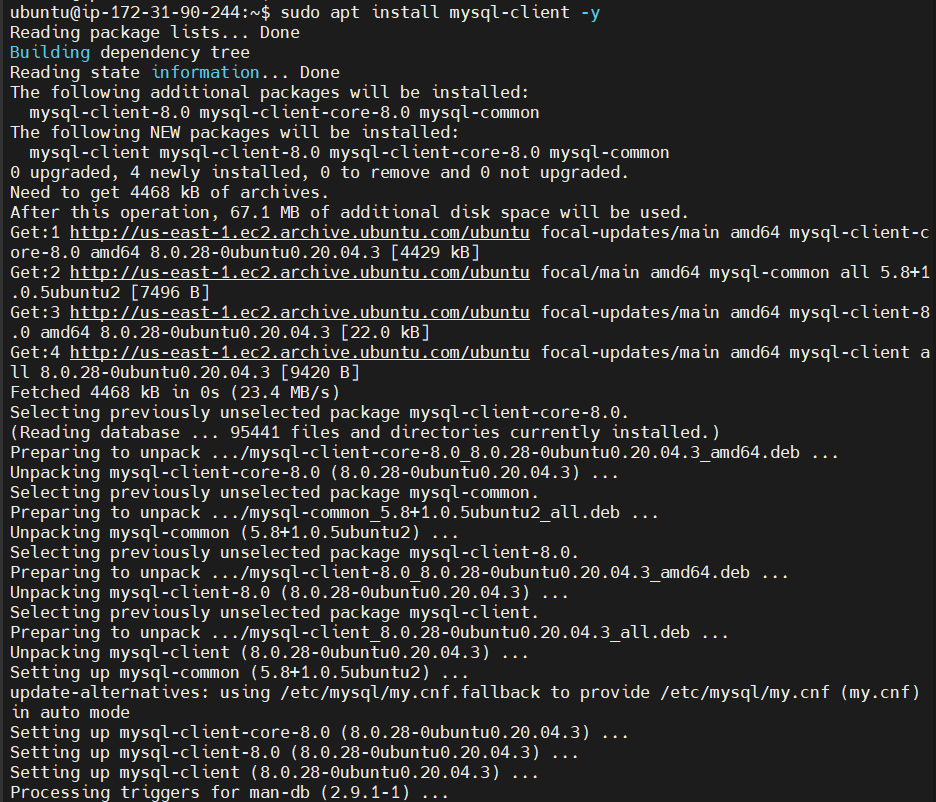 ubuntu@ip-172-31-90-244:~$ sudo apt install mysql-client -y
Reading package lists... Done
Building dependency tree
Reading state information... Done
The following additional packages will be installed:
  mysql-client-8.0 mysql-client-core-8.0 mysql-common
The following NEW packages will be installed:
  mysql-client mysql-client-8.0 mysql-client-core-8.0 mysql-common
0 upgraded, 4 newly installed, 0 to remove and 0 not upgraded.
Need to get 4468 kB of archives.
After this operation, 67.1 MB of additional disk space will be used.
Get:1 http://us-east-1.ec2.archive.ubuntu.com/ubuntu focal-updates/main amd64 mysql-client-c
ore-8.0 amd64 8.0.28-0ubuntu0.20.04.3 [4429 kB]
Get:2 http://us-east-1.ec2.archive.ubuntu.com/ubuntu focal/main amd64 mysql-common all 5.8+1
.0.5ubuntu2 [7496 B]
Get:3 http://us-east-1.ec2.archive.ubuntu.com/ubuntu focal-updates/main amd64 mysql-client-8
.0 amd64 8.0.28-0ubuntu0.20.04.3 [22.0 kB]
Get:4 http://us-east-1.ec2.archive.ubuntu.com/ubuntu focal-updates/main amd64 mysql-client a
ll 8.0.28-0ubuntu0.20.04.3 [9420 B]
Fetched 4468 kB in 0s (23.4 MB/s)
Selecting previously unselected package mysql-client-core-8.0.
(Reading database ... 95441 files and directories currently installed.)
Preparing to unpack .../mysql-client-core-8.0_8.0.28-0ubuntu0.20.04.3_amd64.deb ...
Unpacking mysql-client-core-8.0 (8.0.28-0ubuntu0.20.04.3) ...
Selecting previously unselected package mysql-common.
Preparing to unpack .../mysql-common_5.8+1.0.5ubuntu2_all.deb ...
Unpacking mysql-common (5.8+1.0.5ubuntu2) ...
Selecting previously unselected package mysql-client-8.0.
Preparing to unpack .../mysql-client-8.0_8.0.28-0ubuntu0.20.04.3_amd64.deb ...
Unpacking mysql-client-8.0 (8.0.28-0ubuntu0.20.04.3) ...
Selecting previously unselected package mysql-client.
Preparing to unpack .../mysql-client_8.0.28-0ubuntu0.20.04.3_all.deb ...
Unpacking mysql-client (8.0.28-0ubuntu0.20.04.3) ...
Setting up mysql-common (5.8+1.0.5ubuntu2) ...
update-alternatives: using /etc/mysql/my.cnf.fallback to provide /etc/mysql/my.cnf (my.cnf)
in auto mode
Setting up mysql-client-core-8.0 (8.0.28-0ubuntu0.20.04.3) ...
Setting up mysql-client-8.0 (8.0.28-0ubuntu0.20.04.3) ...
Setting up mysql-client (8.0.28-0ubuntu0.20.04.3) ...
Processing triggers for man-db (2.9.1-1) ...